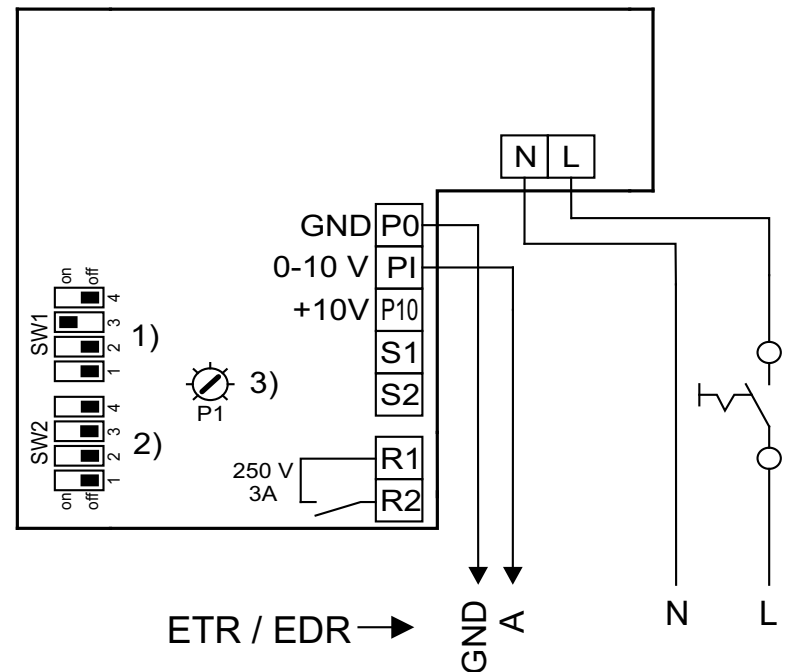 N L
GND P0
0-10 V PI
+10V P10
S1
S2
on off
SW1
4
3
2
1
1)
3)
P1
SW2
4
3
2
1
2)
on off
250 V
3A
R1
R2
ETR / EDR
GND
A
N
L